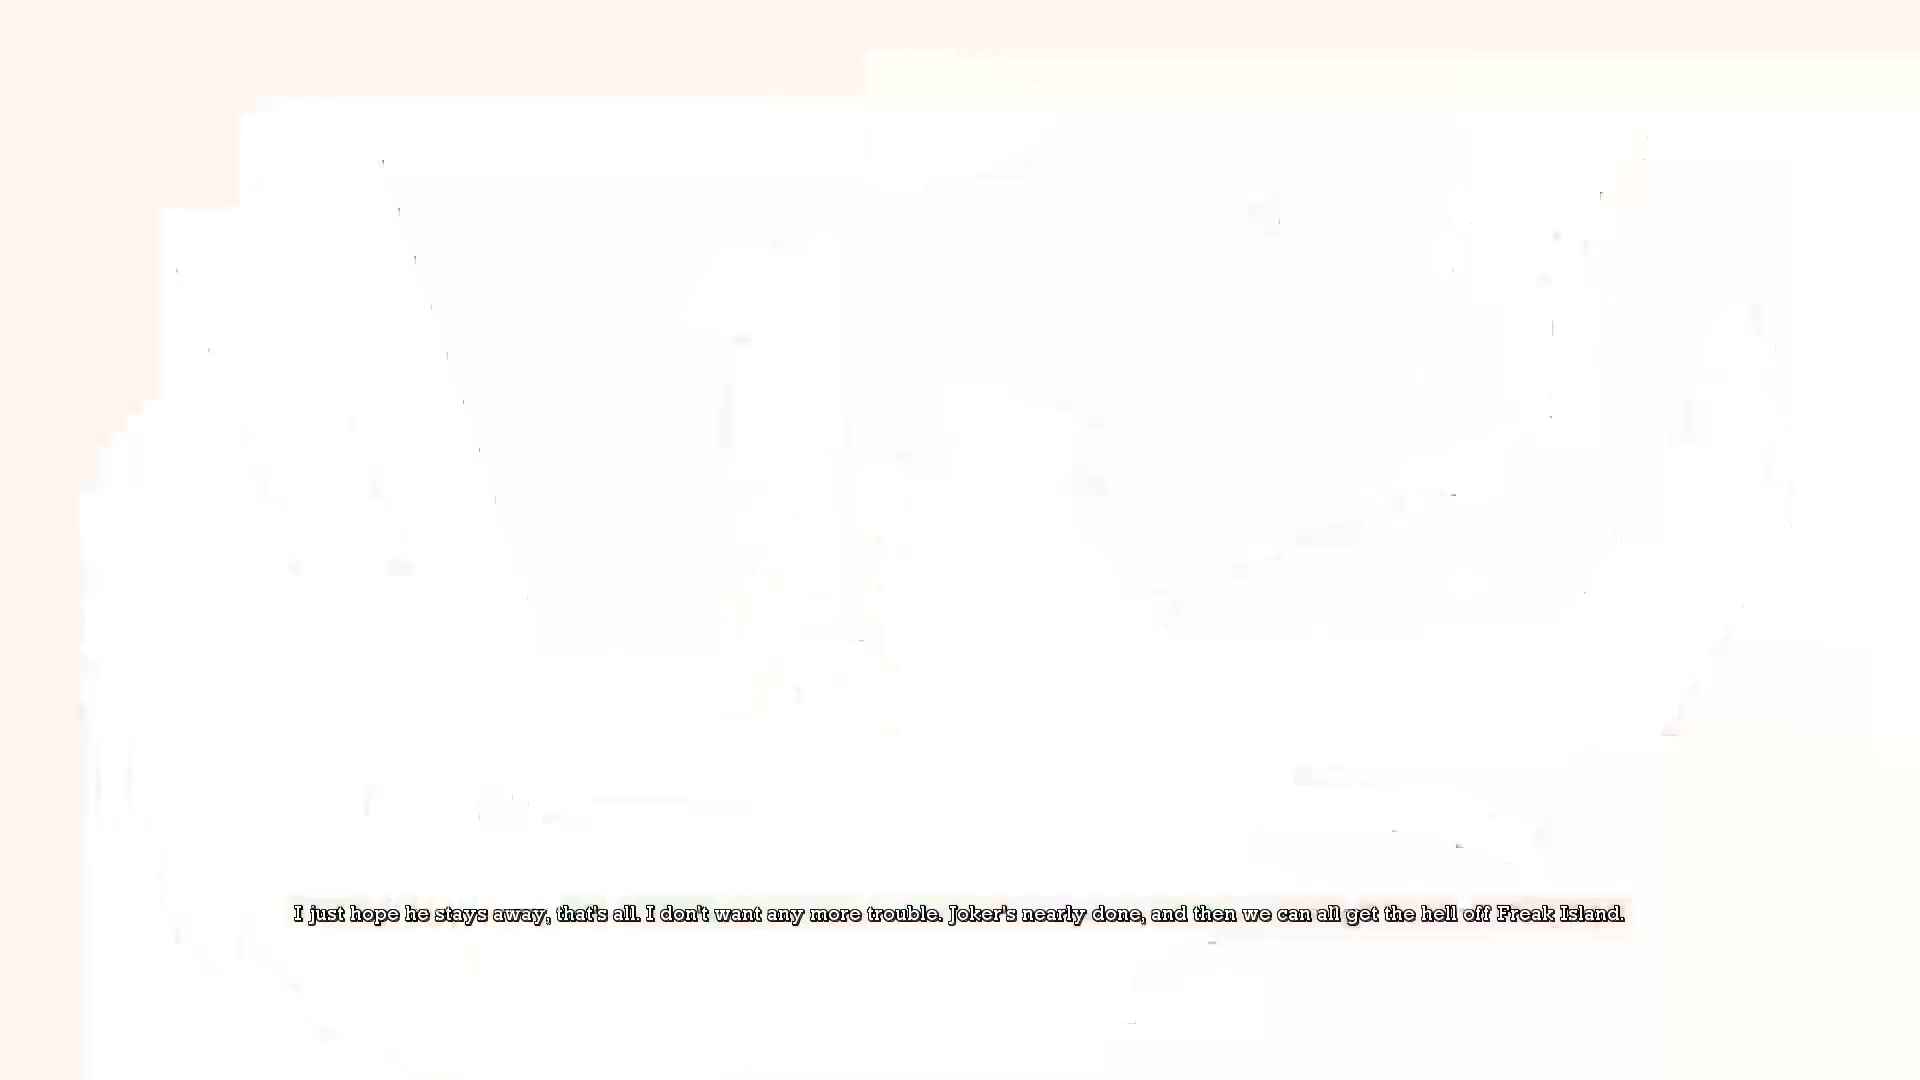 I just hope he stays away, that's all. I don't want any more trouble. Joker's nearly done, and then we can all get the hell off Freak Island.